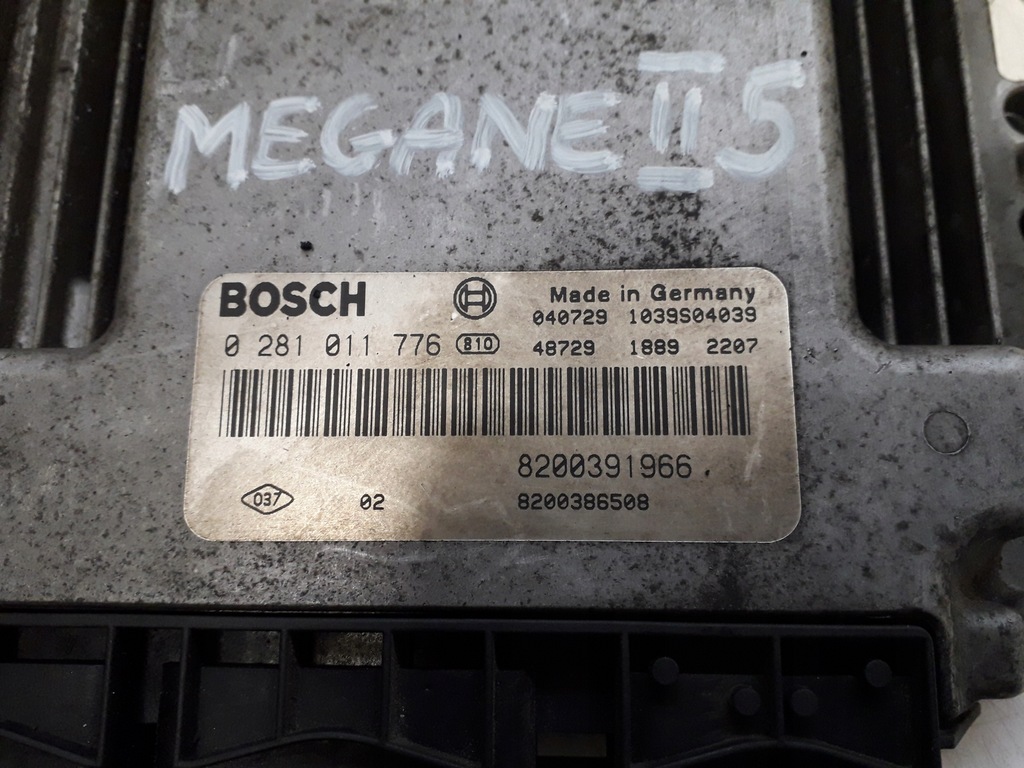 MEGANE II 5
BOSCH Made in Germany
040729 1039S04039
0 281 011 776 810 48729 1889 2207
8200391966
037 02 8200386508